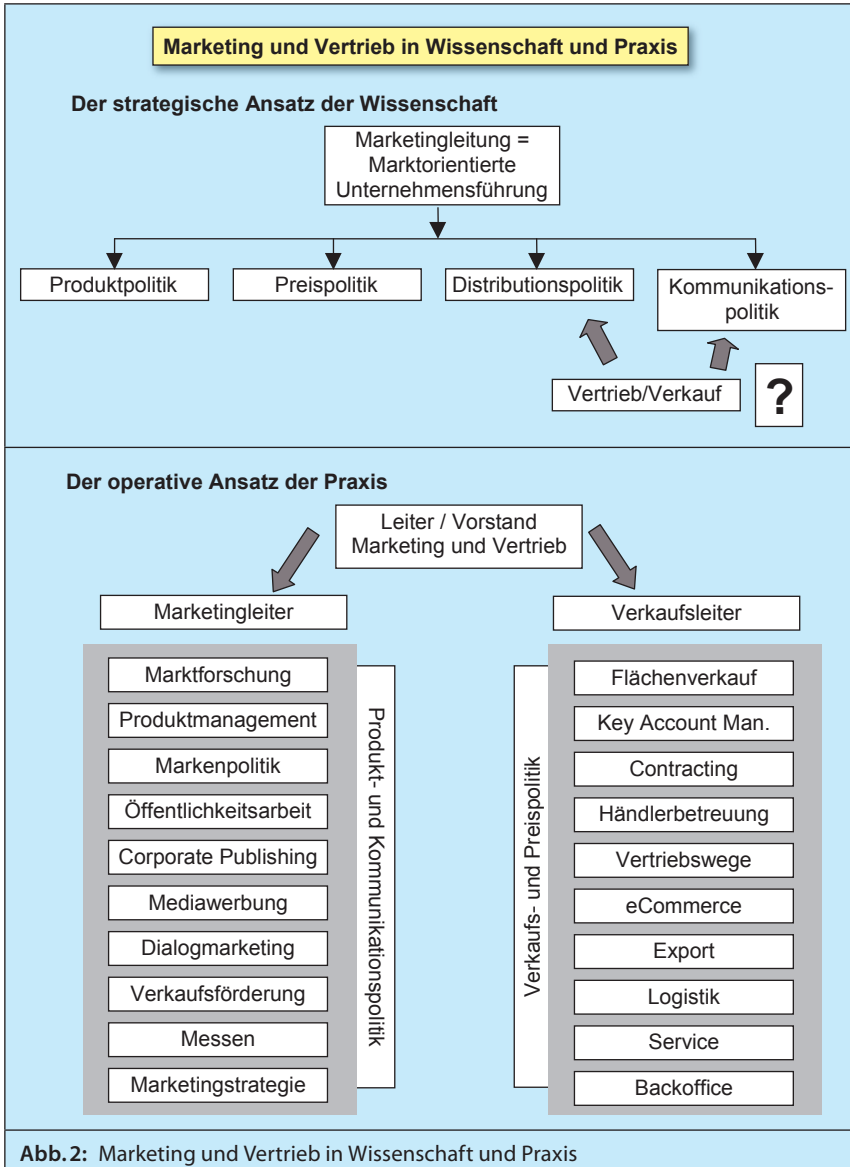 Marketing und Vertrieb in Wissenschaft und Praxis
Der strategische Ansatz der Wissenschaft
Marketingleitung =
Marktorientierte
Unternehmensführung
Produktpolitik
Preispolitik
Distributionspolitik
Kommunikations-
politik
Vertrieb/Verkauf
?
Der operative Ansatz der Praxis
Leiter / Vorstand
Marketing und Vertrieb
Marketingleiter
Marktforschung
Produktmanagement
Markenpolitik
Öffentlichkeitsarbeit
Corporate Publishing
Mediawerbung
Dialogmarketing
Verkaufsförderung
Messen
Marketingstrategie
Produkt- und Kommunikationspolitik
Verkaufsleiter
Verkaufs- und Preispolitik
Flächenverkauf
Key Account Man.
Contracting
Händlerbetreuung
Vertriebswege
eCommerce
Export
Logistik
Service
Backoffice
Abb. 2: Marketing und Vertrieb in Wissenschaft und Praxis